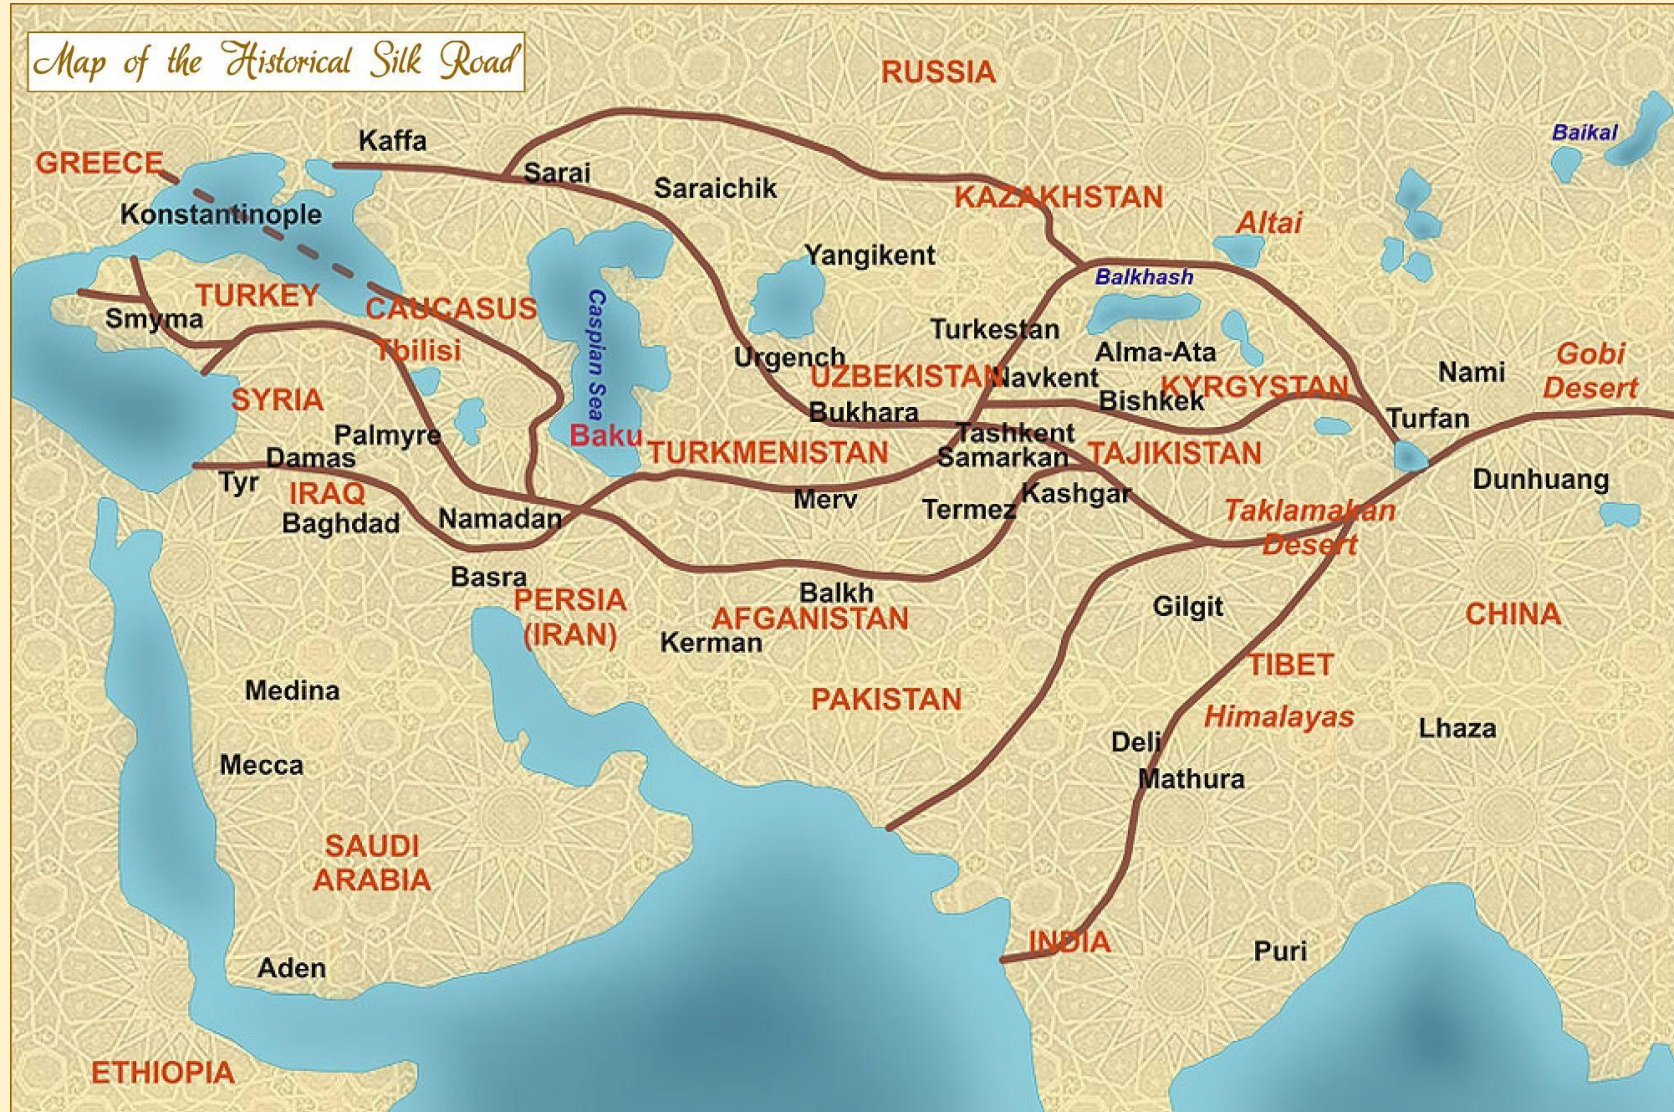 Map of the Historical Silk Road
RUSSIA
Baikal
Kaffa
GREECE
Sarai
Saraichik
KAZAKHSTAN
Konstantinople
Altai
Yangikent
Balkhash
TURKEY
CAUCASUS
Caspian Sea
Smyma
Turkestan
Tbilisi
Urgench
Alma-Ata
Gobi
Desert
Nami
UZBEKISTAN
Navkent
KYRGYSTAN
SYRIA
Bishkek
Bukhara
Turfan
Palmyre
Baku
Tashkent
TURKMENISTAN
TAJIKISTAN
Damas
Samarkan
Tyr
IRAQ
Merv
Kashgar
Dunhuang
Termez
Taklamakan
Desert
Baghdad
Namadan
Basra
PERSIA
(IRAN)
Balkh
AFGANISTAN
Gilgit
CHINA
Kerman
TIBET
Medina
PAKISTAN
Himalayas
Lhaza
Deli
Mecca
Mathura
SAUDI
ARABIA
INDIA
Puri
Aden
ETHIOPIA